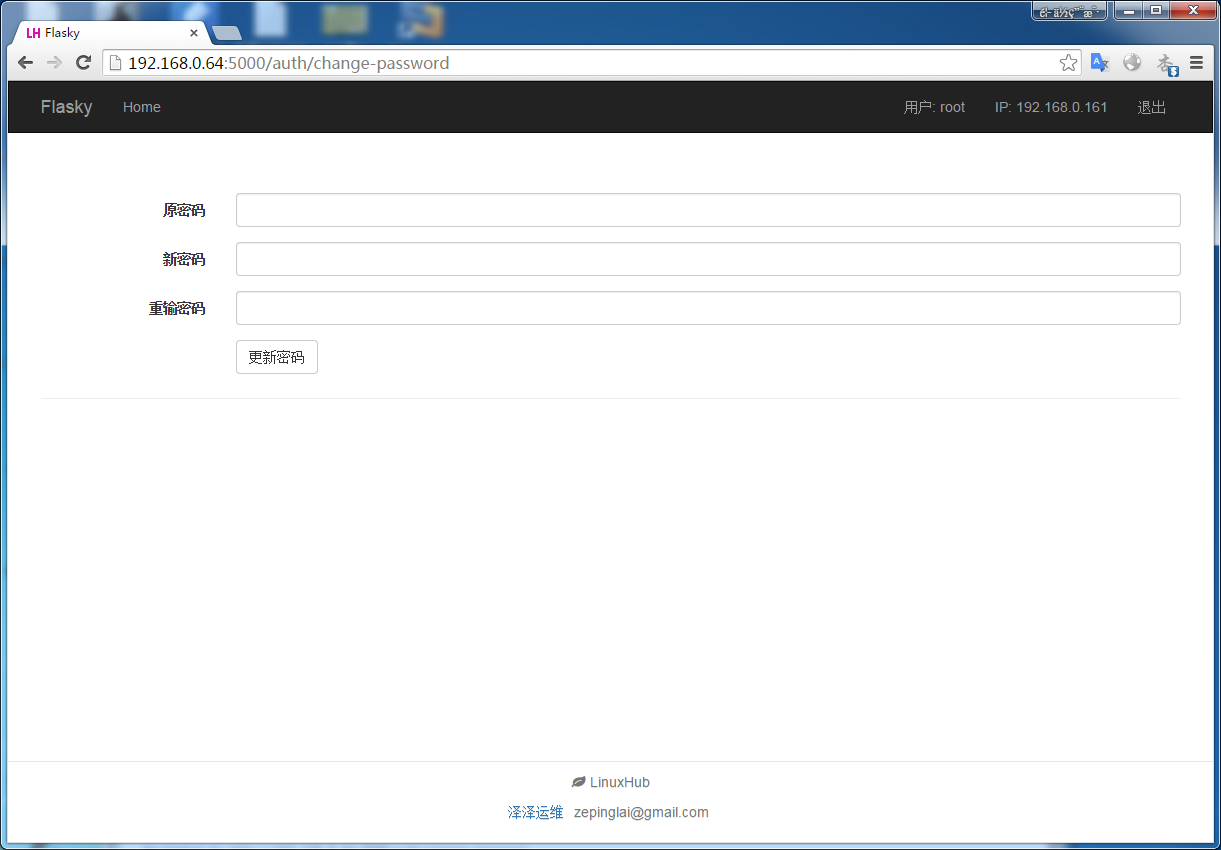 LH Flasky
192.168.0.64:5000/auth/change-password
Flasky Home 用户: root IP: 192.168.0.161 退出
原密码
新密码
重输密码
更新密码
LinuxHub
泽泽运维 zepinglai@gmail.com